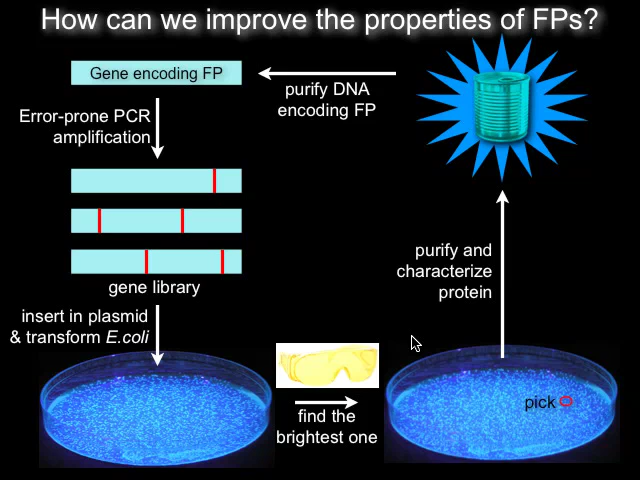 How can we improve the properties of FPs?
Gene encoding FP
purify DNA
encoding FP
Error-prone PCR
amplification
gene library
insert in plasmid
& transform E.coli
find the
brightest one
pick
purify and
characterize
protein